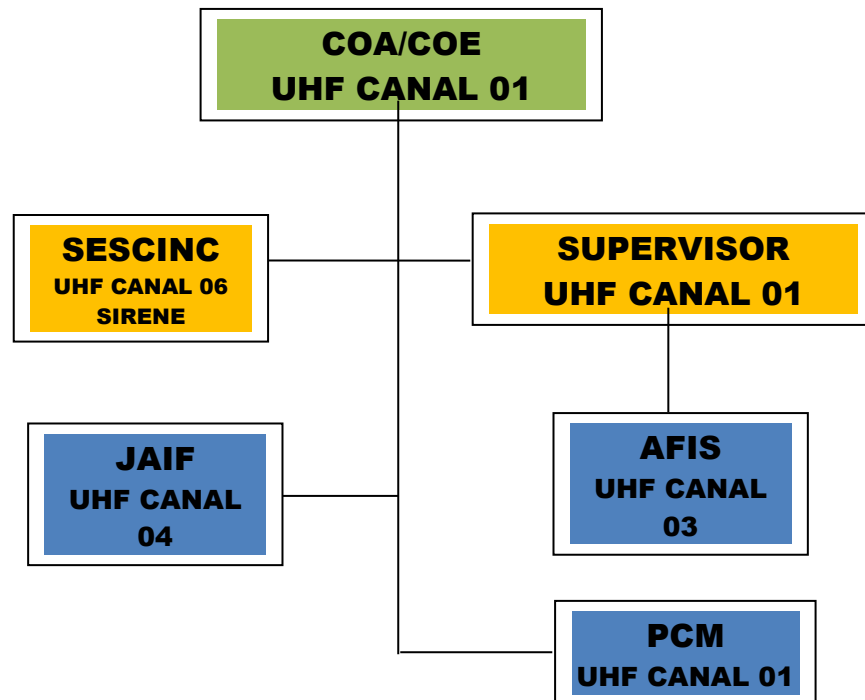 COA/COE
UHF CANAL 01
SESCINC
UHF CANAL 06
SIRENE
SUPERVISOR
UHF CANAL 01
JAIF
UHF CANAL
04
AFIS
UHF CANAL
03
PCM
UHF CANAL 01